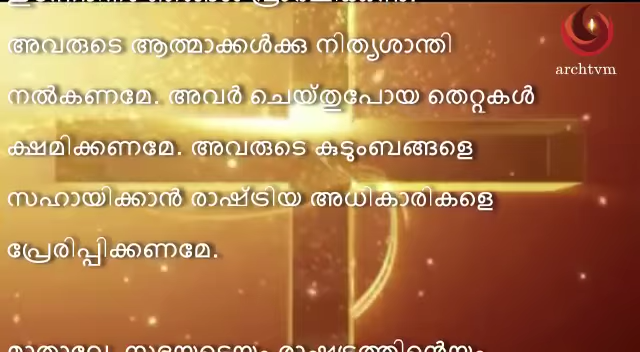 archtvm
അവരുടെ ആത്മാക്കൾക്കു നിത്യശാന്തി
നൽകണമേ. അവർ ചെയ്തുപോയ തെറ്റുകൾ
ക്ഷമിക്കണമേ. അവരുടെ കുടുംബങ്ങളെ
സഹായിക്കാൻ രാഷ്ട്രിയ അധികാരികളെ
പ്രേരിപ്പിക്കണമേ.